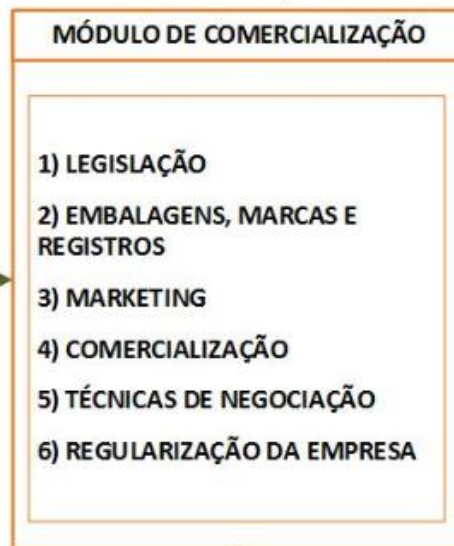 MÓDULO DE COMERCIALIZAÇÃO
1) LEGISLAÇÃO
2) EMBALAGENS, MARCAS E
REGISTROS
3) MARKETING
4) COMERCIALIZAÇÃO
5) TÉCNICAS DE NEGOCIAÇÃO
6) REGULARIZAÇÃO DA EMPRESA